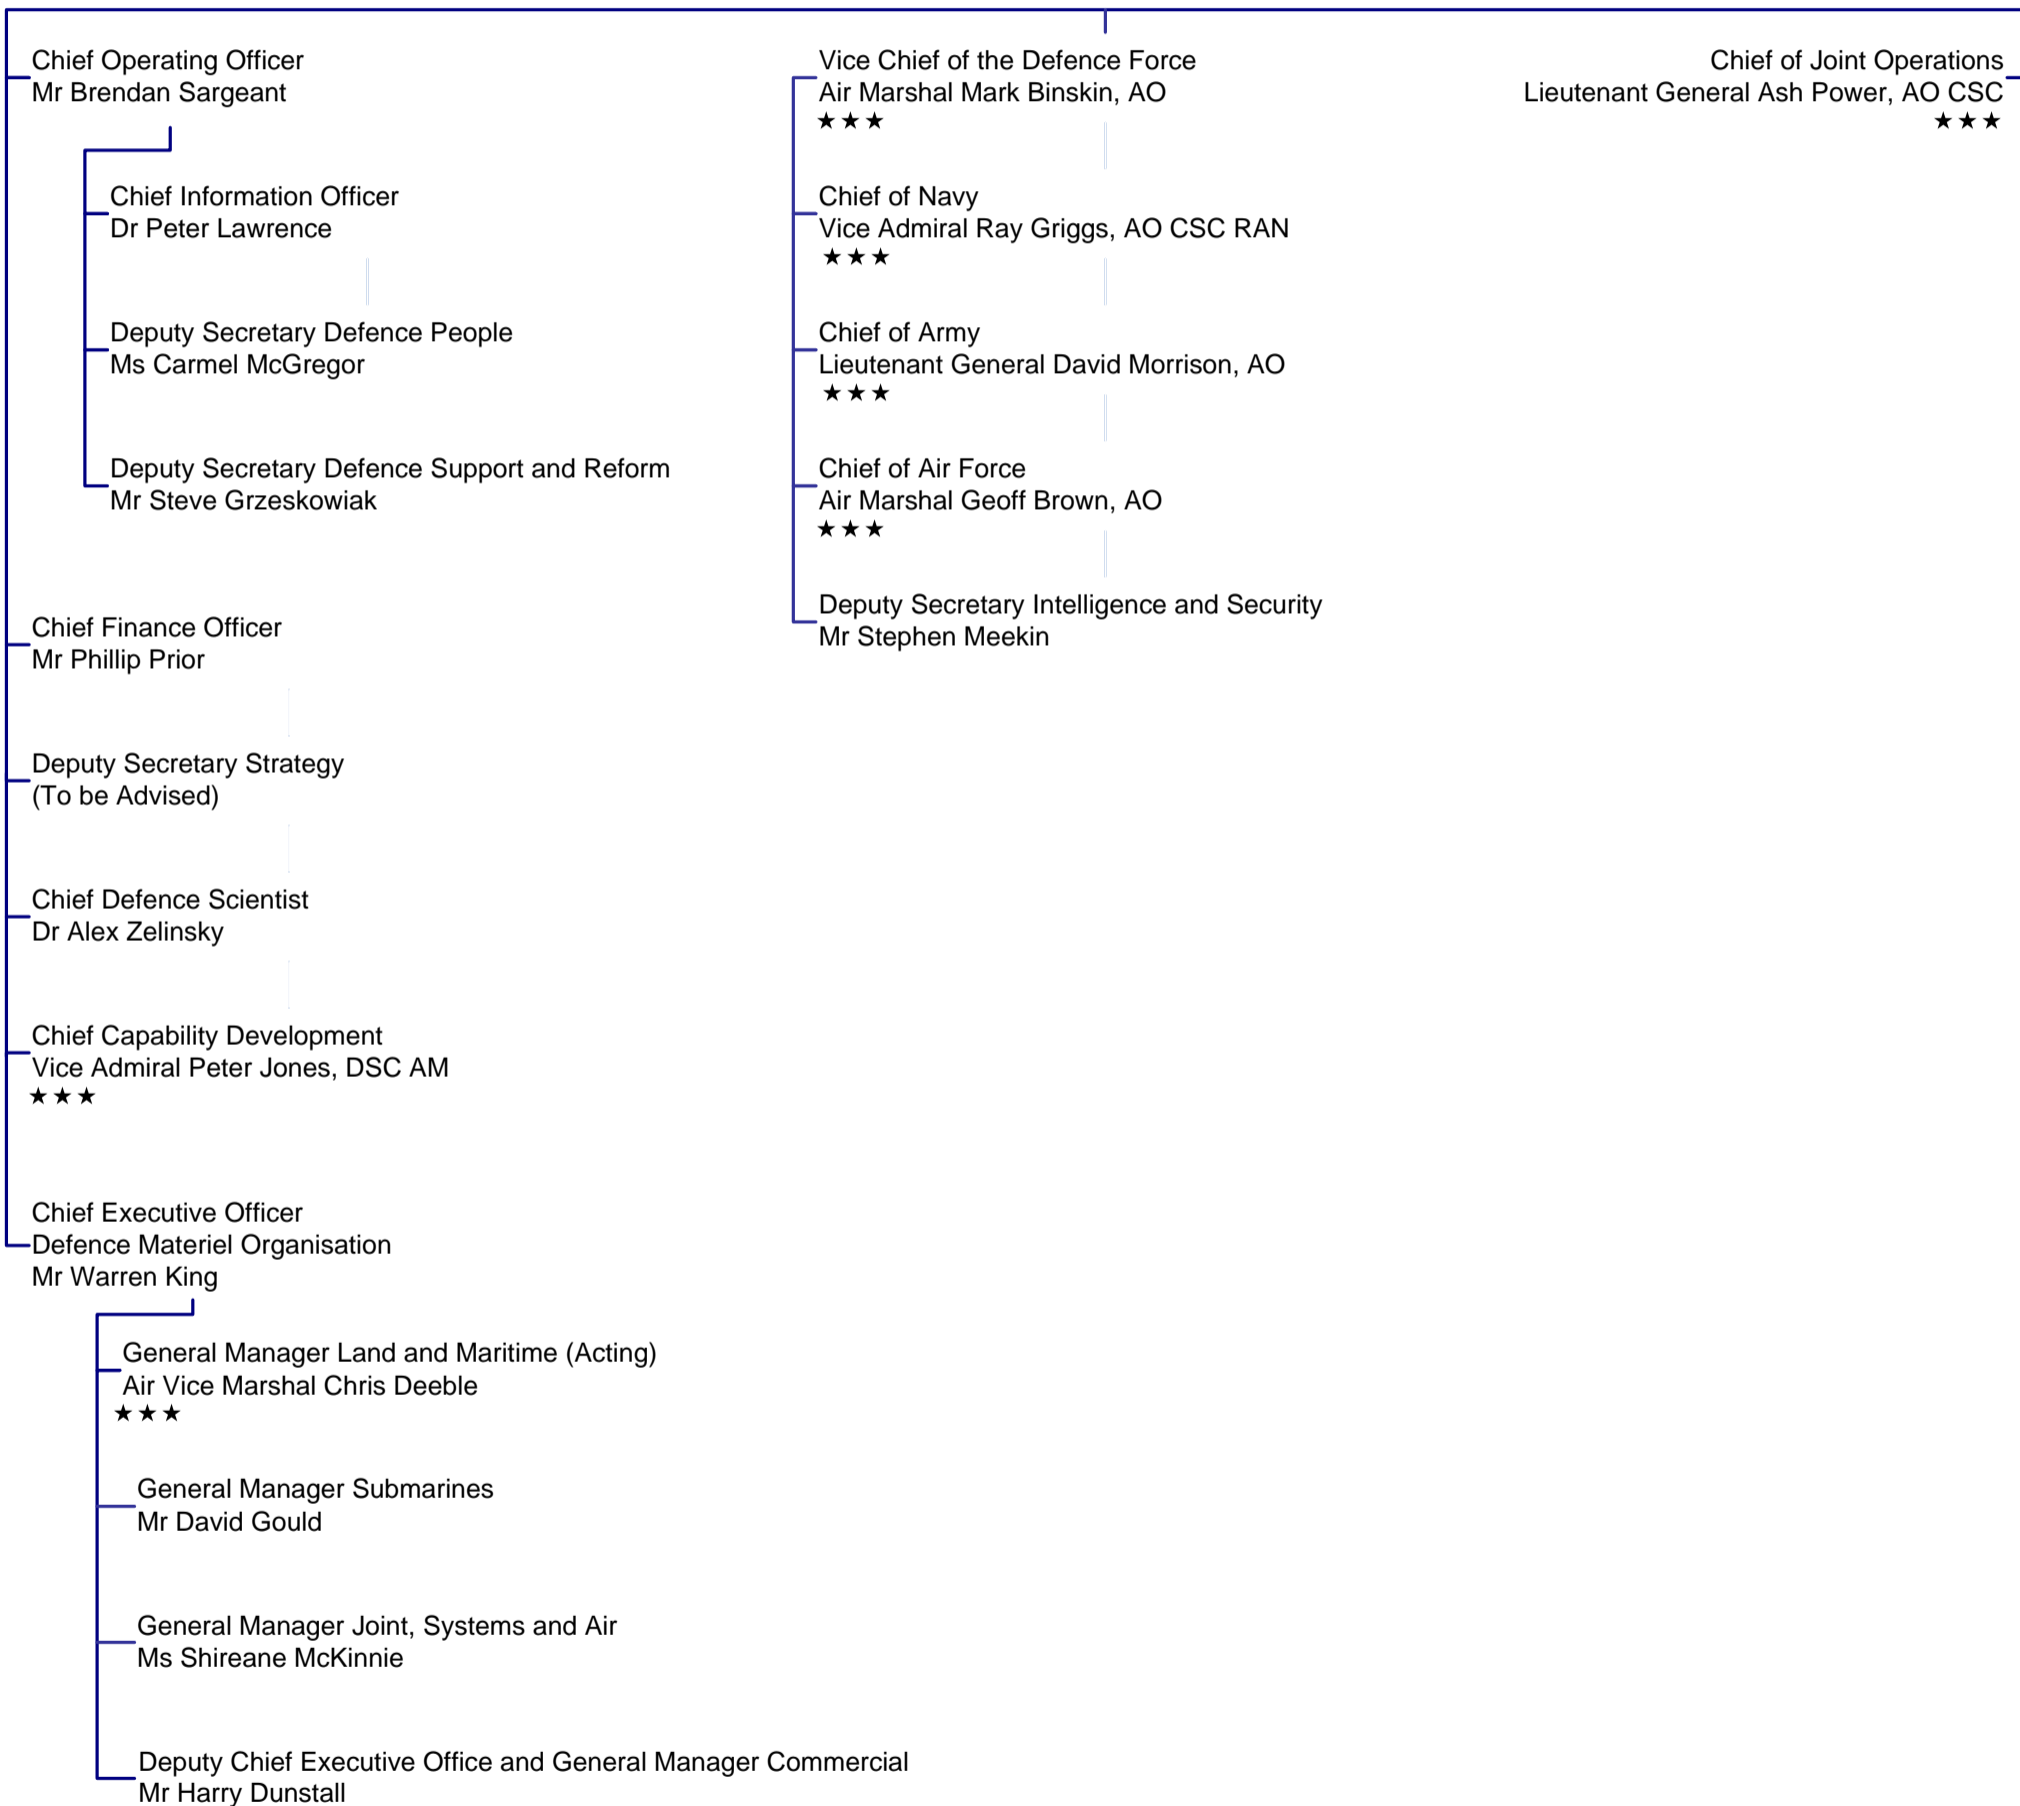 Chief Operating Officer
Mr Brendan Sargeant
Chief Information Officer
Dr Peter Lawrence
Deputy Secretary Defence People
Ms Carmel McGregor
Deputy Secretary Defence Support and Reform
Mr Steve Grzeskowiak
Chief Finance Officer
Mr Phillip Prior
Deputy Secretary Strategy
(To be Advised)
Chief Defence Scientist
Dr Alex Zelinsky
Chief Capability Development
Vice Admiral Peter Jones, DSC AM
★★★
Chief Executive Officer
Defence Materiel Organisation
Mr Warren King
General Manager Land and Maritime (Acting)
Air Vice Marshal Chris Deeble
★★★
General Manager Submarines
Mr David Gould
General Manager Joint, Systems and Air
Ms Shireane McKinnie
Deputy Chief Executive Office and General Manager Commercial
Mr Harry Dunstall
Vice Chief of the Defence Force
Air Marshal Mark Binskin, AO
★★★
Chief of Navy
Vice Admiral Ray Griggs, AO CSC RAN
★★★
Chief of Army
Lieutenant General David Morrison, AO
★★★
Chief of Air Force
Air Marshal Geoff Brown, AO
★★★
Deputy Secretary Intelligence and Security
Mr Stephen Meekin
Chief of Joint Operations
Lieutenant General Ash Power, AO CSC
★★★